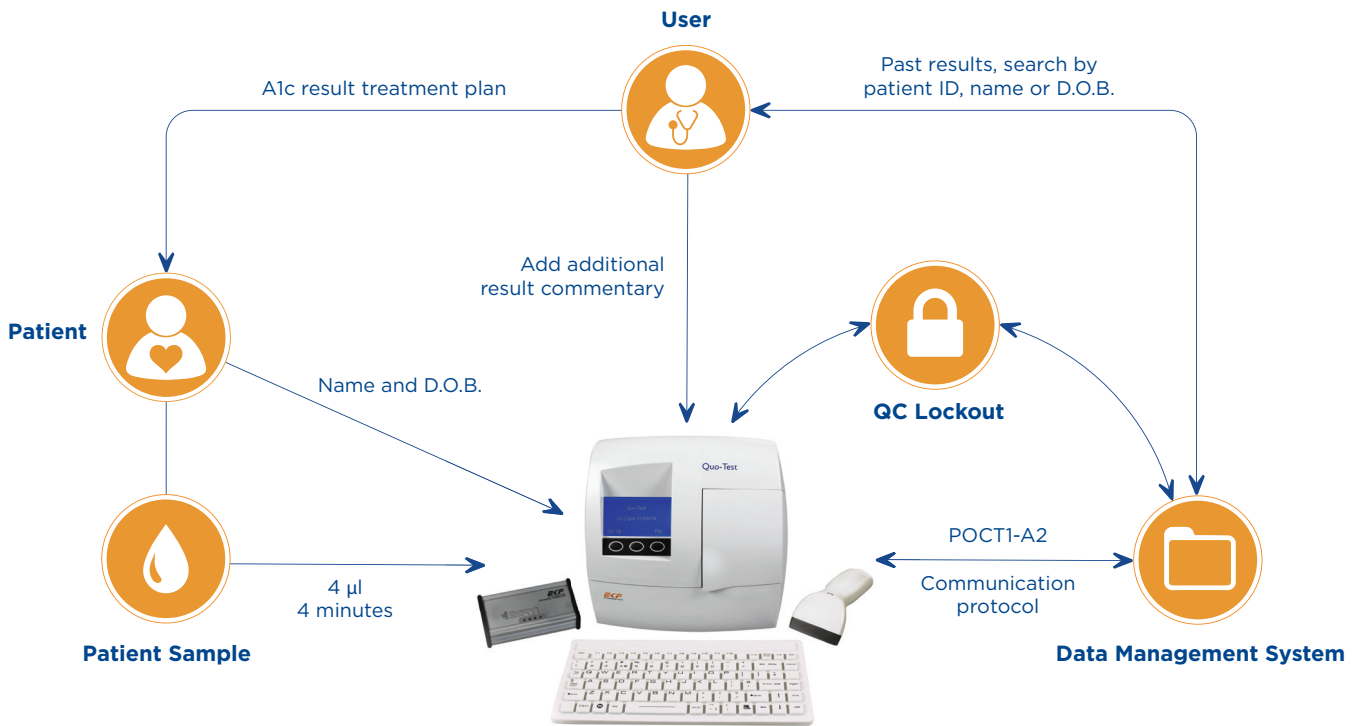 User
A1c result treatment plan
Past results, search by
patient ID, name or D.O.B.
Add additional
result commentary
Patient
Name and D.O.B.
QC Lockout
Quo-Test
4 µl
4 minutes
POCT1-A2
Communication
protocol
EKF
Patient Sample
Data Management System